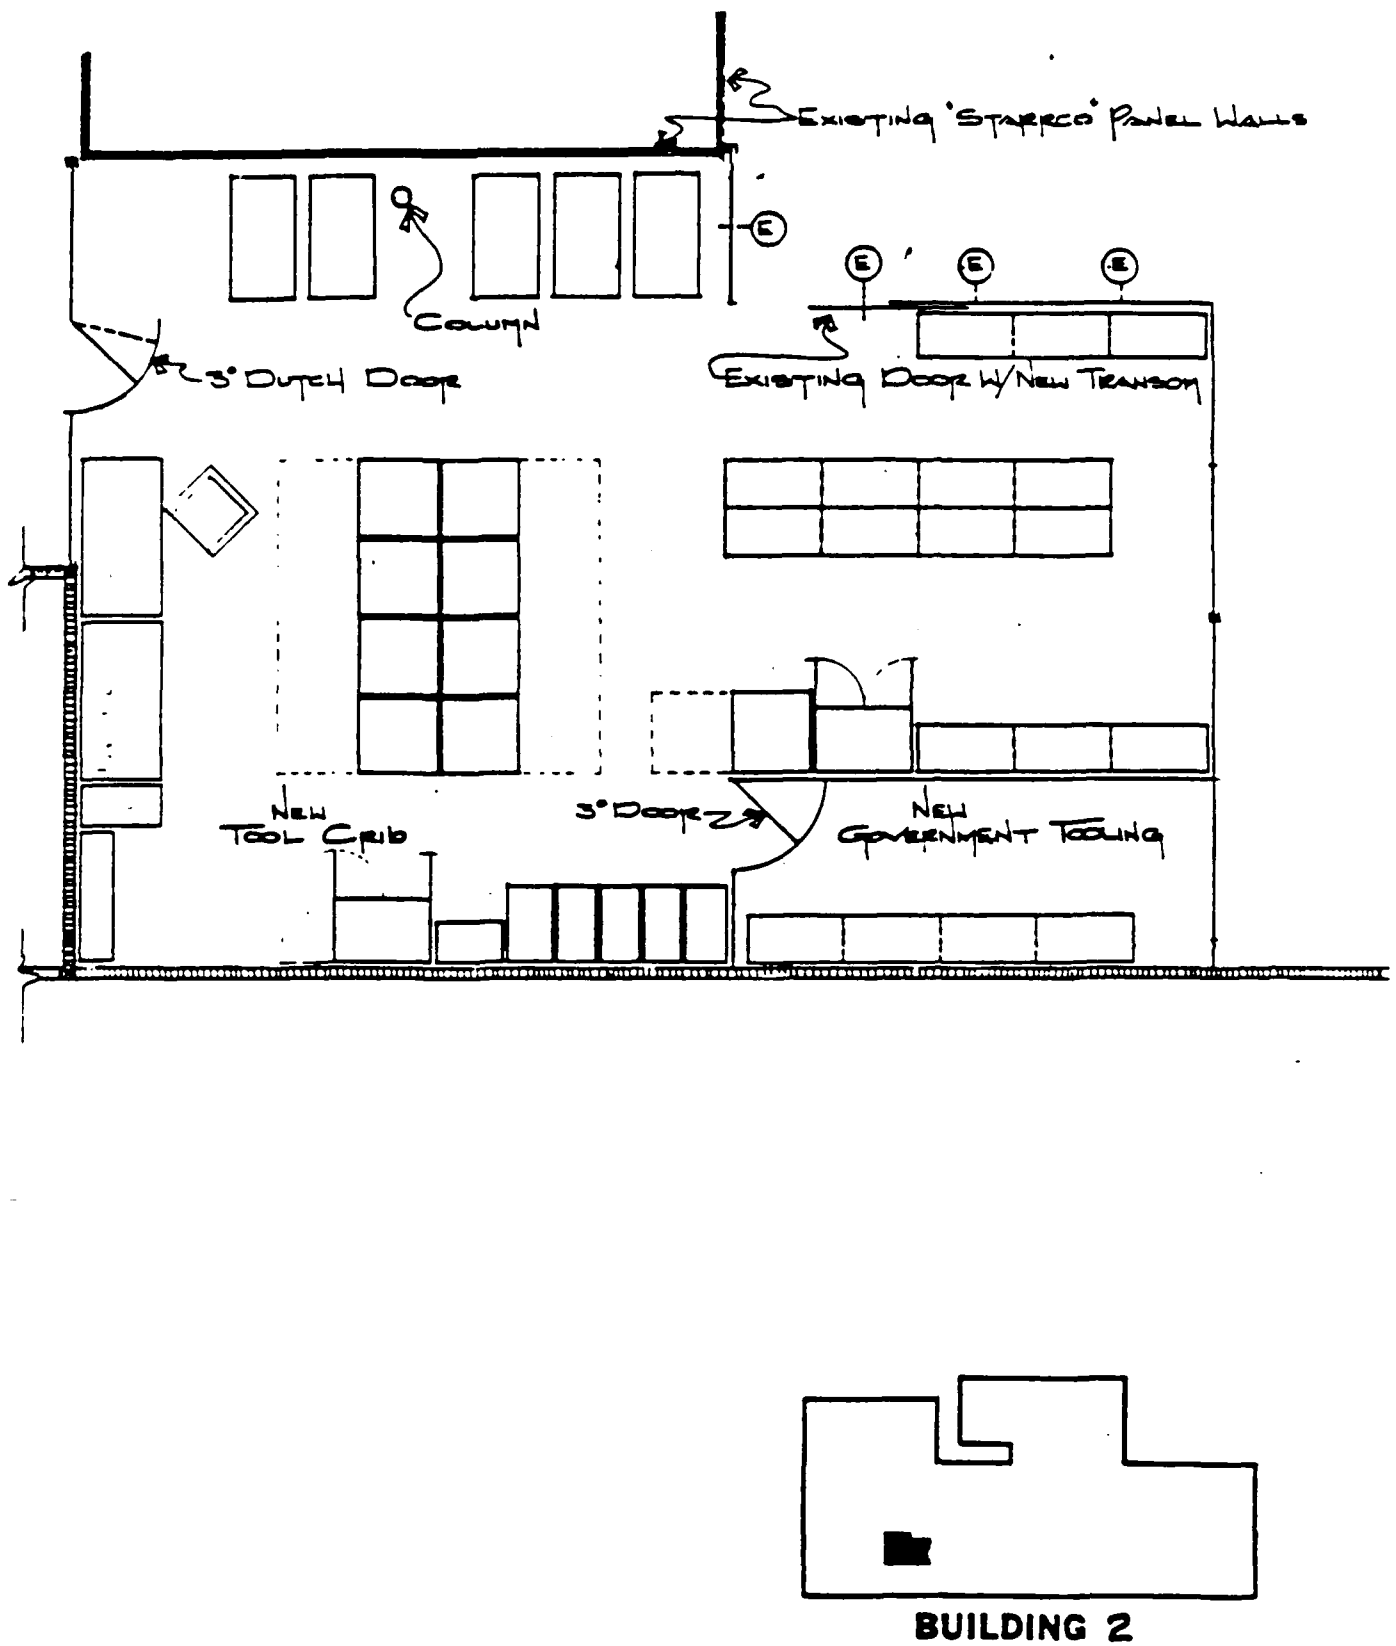 EXISTING "STARRCO" PANEL WALLS
E
E
E
E
COLUMN
3° DUTCH DOOR
EXISTING DOOR W/NEW TRANSOM
NEW
TOOL CRIB
3° DOOR
NEW
GOVERNMENT TOOLING
BUILDING 2